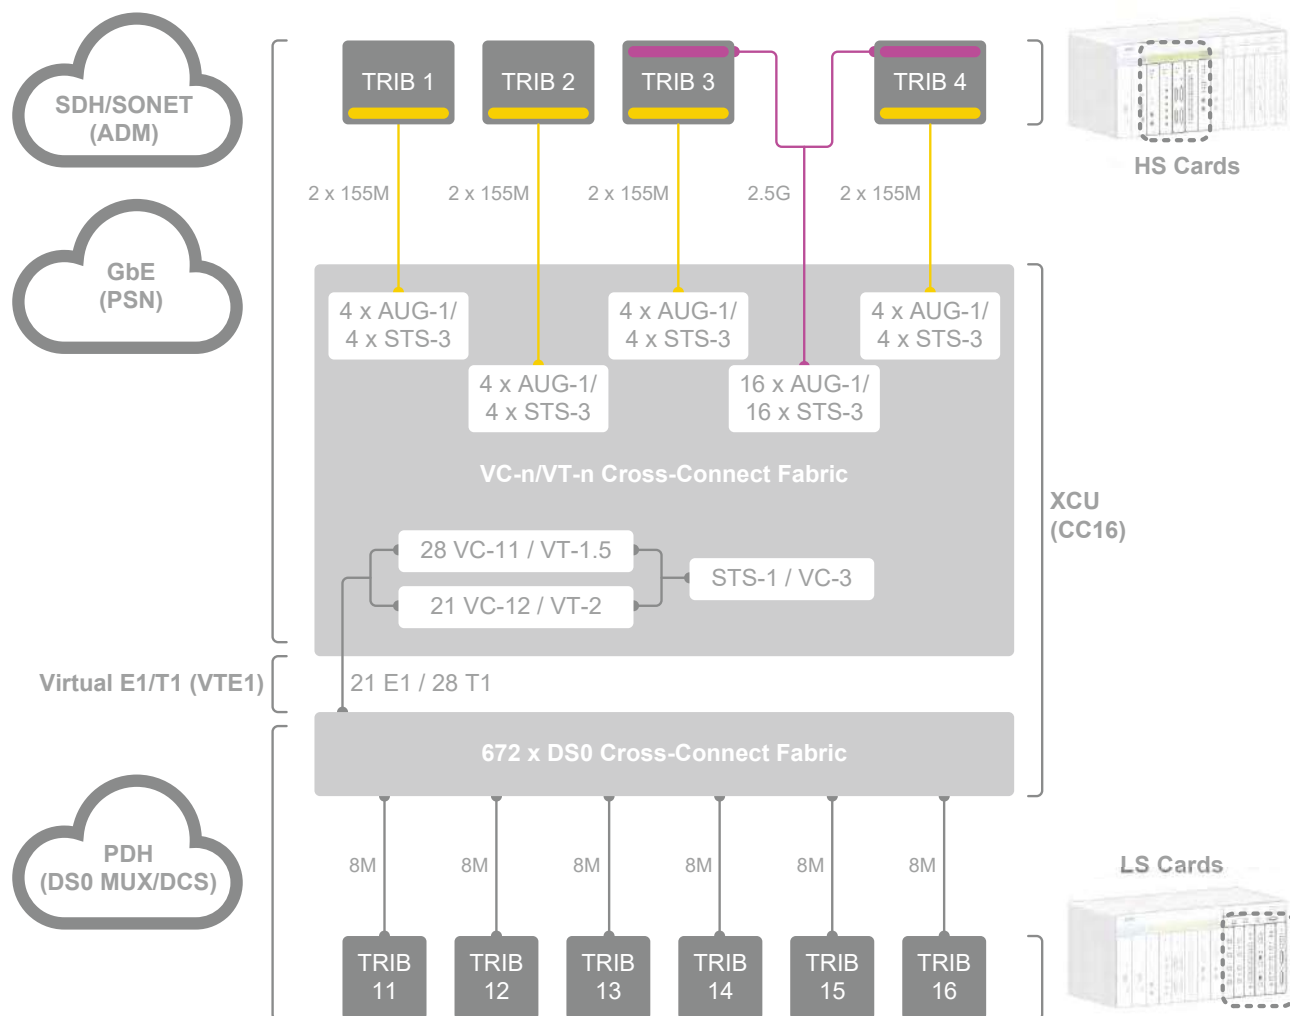 SDH/SONET
(ADM)
TRIB 1
TRIB 2
TRIB 3
TRIB 4
HS Cards
2 x 155M
2 x 155M
2 x 155M
2.5G
2 x 155M
GbE
(PSN)
4 x AUG-1/
4 x STS-3
4 x AUG-1/
4 x STS-3
4 x AUG-1/
4 x STS-3
4 x AUG-1/
4 x STS-3
16 x AUG-1/
16 x STS-3
VC-n/VT-n Cross-Connect Fabric
XCU
(CC16)
28 VC-11 / VT-1.5
STS-1 / VC-3
21 VC-12 / VT-2
Virtual E1/T1 (VTE1)
21 E1 / 28 T1
672 x DS0 Cross-Connect Fabric
PDH
(DS0 MUX/DCS)
8M
8M
8M
8M
8M
8M
LS Cards
TRIB
11
TRIB
12
TRIB
13
TRIB
14
TRIB
15
TRIB
16